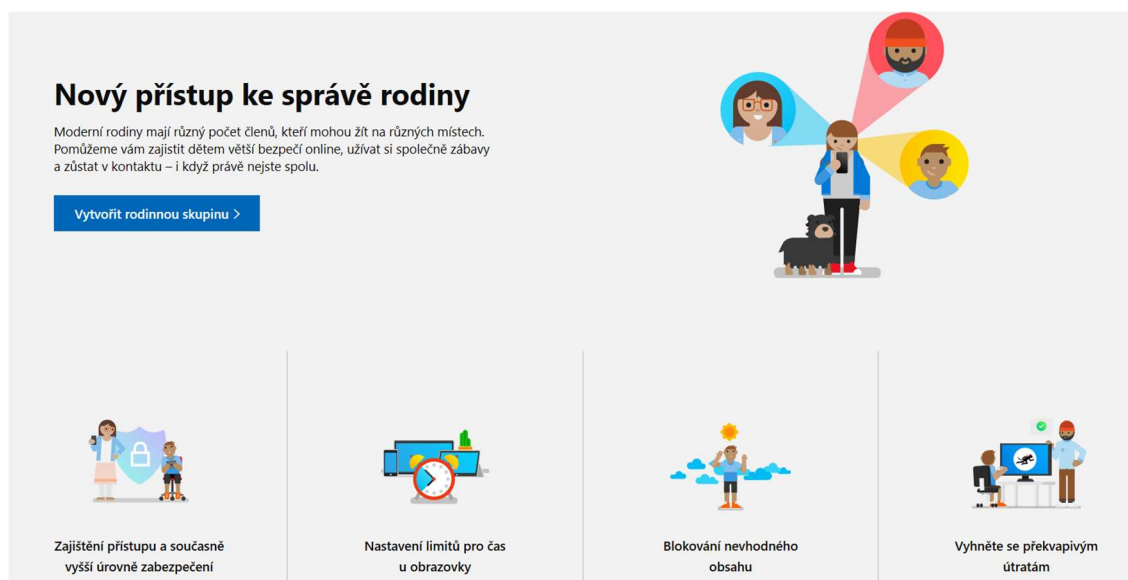 Nový přístup ke správě rodiny
Moderní rodiny mají různý počet členů, kteří mohou žít na různých místech.
Pomůžeme vám zajistit dětem větší bezpečí online, užívat si společně zábavy
a zůstat v kontaktu – i když právě nejste spolu.
Vytvořit rodinnou skupinu >
Zajištění přístupu a současně
vyšší úrovně zabezpečení
Nastavení limitů pro čas
u obrazovky
Blokování nevhodného
obsahu
Vyhněte se překvapivým
útratám